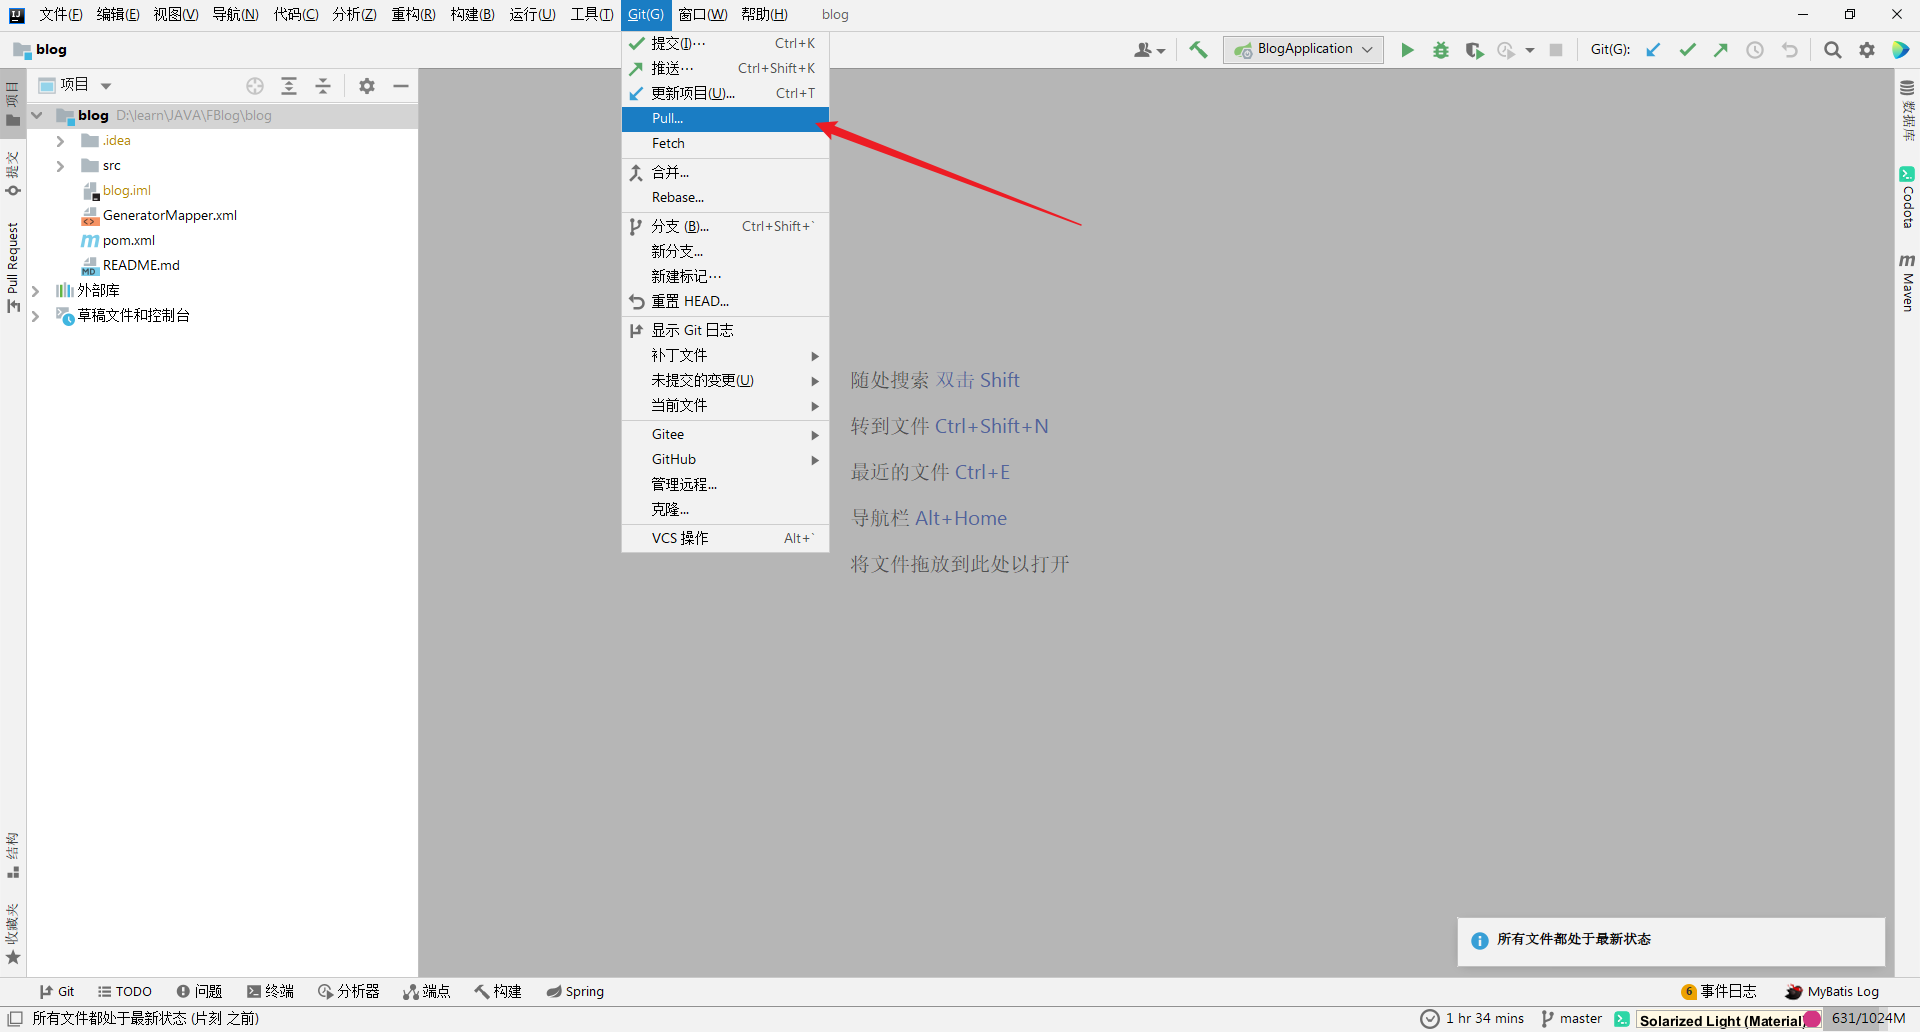 文件(F) 编辑(E) 视图(V) 导航(N) 代码(C) 分析(Z) 重构(R) 构建(B) 运行(U) 工具(T) Git(G) 窗口(W) 帮助(H) blog
blog
BlogApplication
Git(G):
项目
blog D:\learn\JAVA\FBlog\blog
.idea
src
blog.iml
GeneratorMapper.xml
pom.xml
README.md
外部库
草稿文件和控制台
项目
提交
Pull Request
结构
收藏夹
提交(I)... Ctrl+K
推送... Ctrl+Shift+K
更新项目(U)... Ctrl+T
Pull...
Fetch
合并...
Rebase...
分支 (B)... Ctrl+Shift+`
新分支...
新建标记...
重置 HEAD...
显示 Git 日志
补丁文件
未提交的变更(U)
当前文件
Gitee
GitHub
管理远程...
克隆...
VCS 操作 Alt+`
随处搜索 双击 Shift
转到文件 Ctrl+Shift+N
最近的文件 Ctrl+E
导航栏 Alt+Home
将文件拖放到此处以打开
数据库
Codota
Maven
所有文件都处于最新状态
Git TODO 问题 终端 分析器 端点 构建 Spring
6 事件日志 MyBatis Log
所有文件都处于最新状态 (片刻 之前)
1 hr 34 mins master Solarized Light (Material) 631/1024M